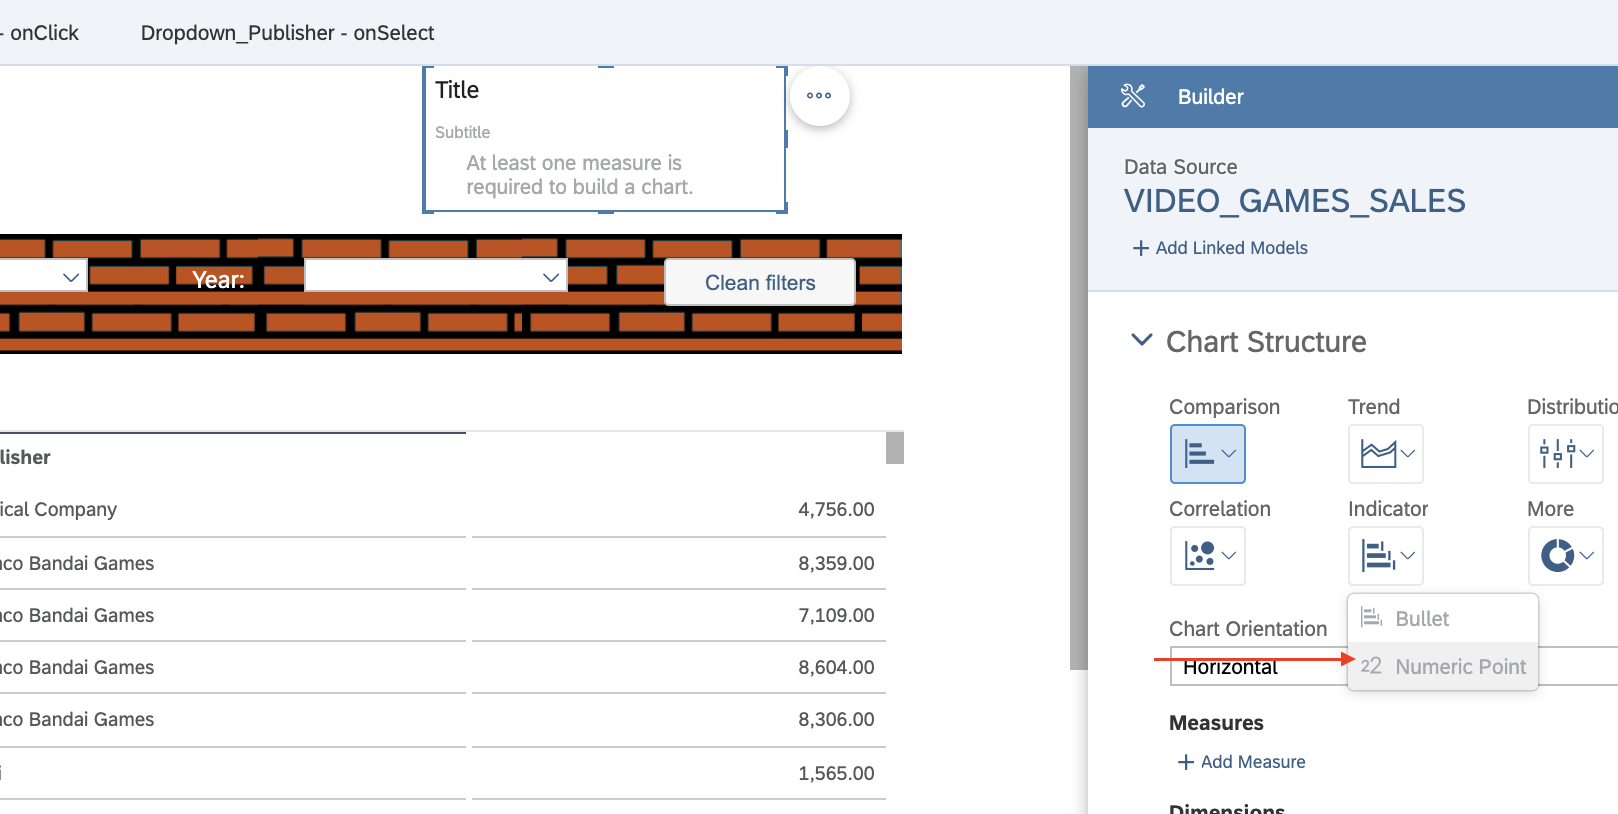 - onClick
Dropdown_Publisher - onSelect
Title
Subtitle
At least one measure is
required to build a chart.
Year:
Clean filters
lisher
ical Company 4,756.00
co Bandai Games 8,359.00
co Bandai Games 7,109.00
co Bandai Games 8,604.00
co Bandai Games 8,306.00
i 1,565.00
Builder
Data Source
VIDEO_GAMES_SALES
+ Add Linked Models
Chart Structure
Comparison Trend Distributio
Correlation Indicator More
Bullet
22 Numeric Point
Chart Orientation
Horizontal
Measures
+ Add Measure
Dimensions